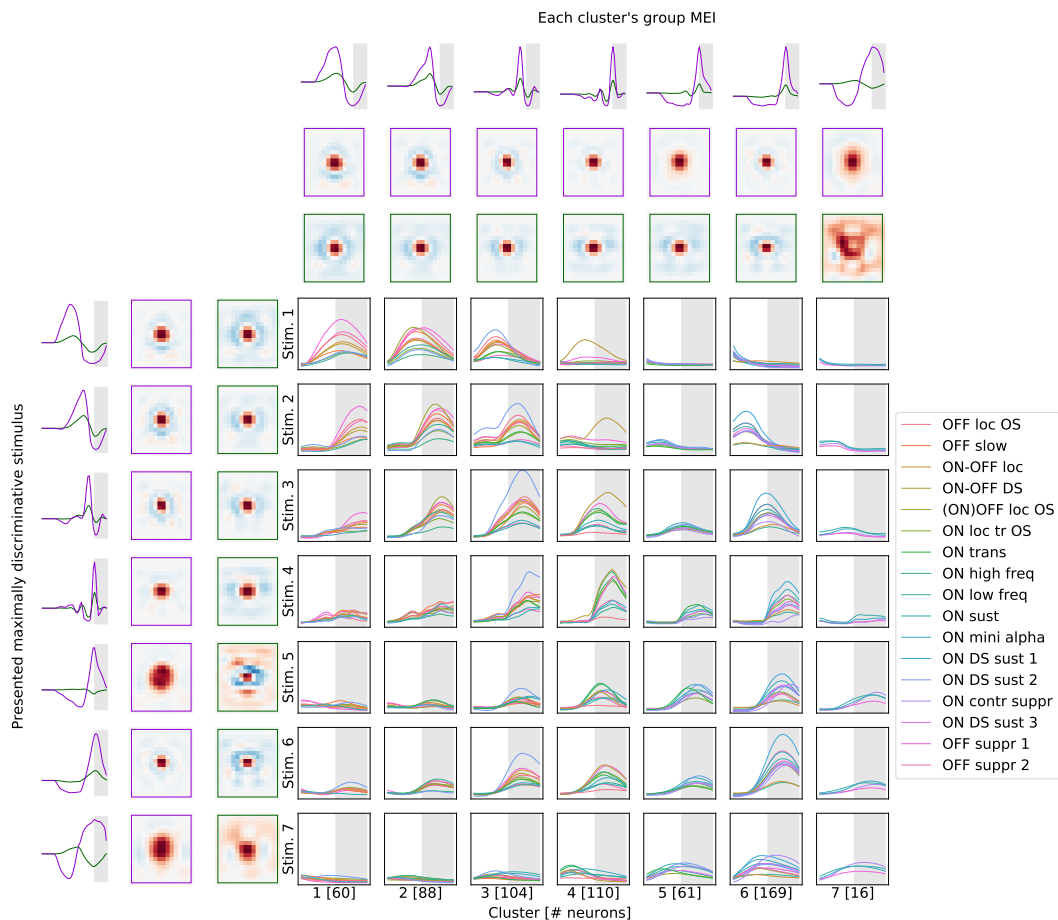 Each cluster's group MEI
Presented maximally discriminative stimulus
Stim. 1
Stim. 2
Stim. 3
Stim. 4
Stim. 5
Stim. 6
Stim. 7
OFF loc OS
OFF slow
ON-OFF loc
ON-OFF DS
(ON)OFF loc OS
ON loc tr OS
ON trans
ON high freq
ON low freq
ON sust
ON mini alpha
ON DS sust 1
ON DS sust 2
ON contr suppr
ON DS sust 3
OFF suppr 1
OFF suppr 2
1 [60] 2 [88] 3 [104] 4 [110] 5 [61] 6 [169] 7 [16]
Cluster [# neurons]